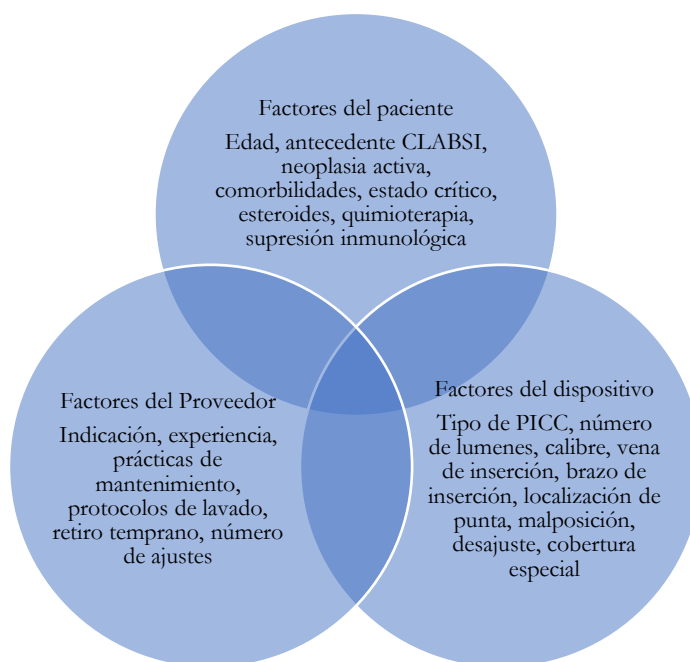 Factores del paciente
Edad, antecedente CLABSI,
neoplasia activa,
comorbilidades, estado crítico,
esteroides, quimioterapia,
supresión inmunológica
Factores del Proveedor
Indicación, experiencia,
prácticas de
mantenimiento,
protocolos de lavado,
retiro temprano, número
de ajustes
Factores del dispositivo
Tipo de PICC, número
de lumenes, calibre, vena
de inserción, brazo de
inserción, localización de
punta, malposición,
desajuste, cobertura
especial